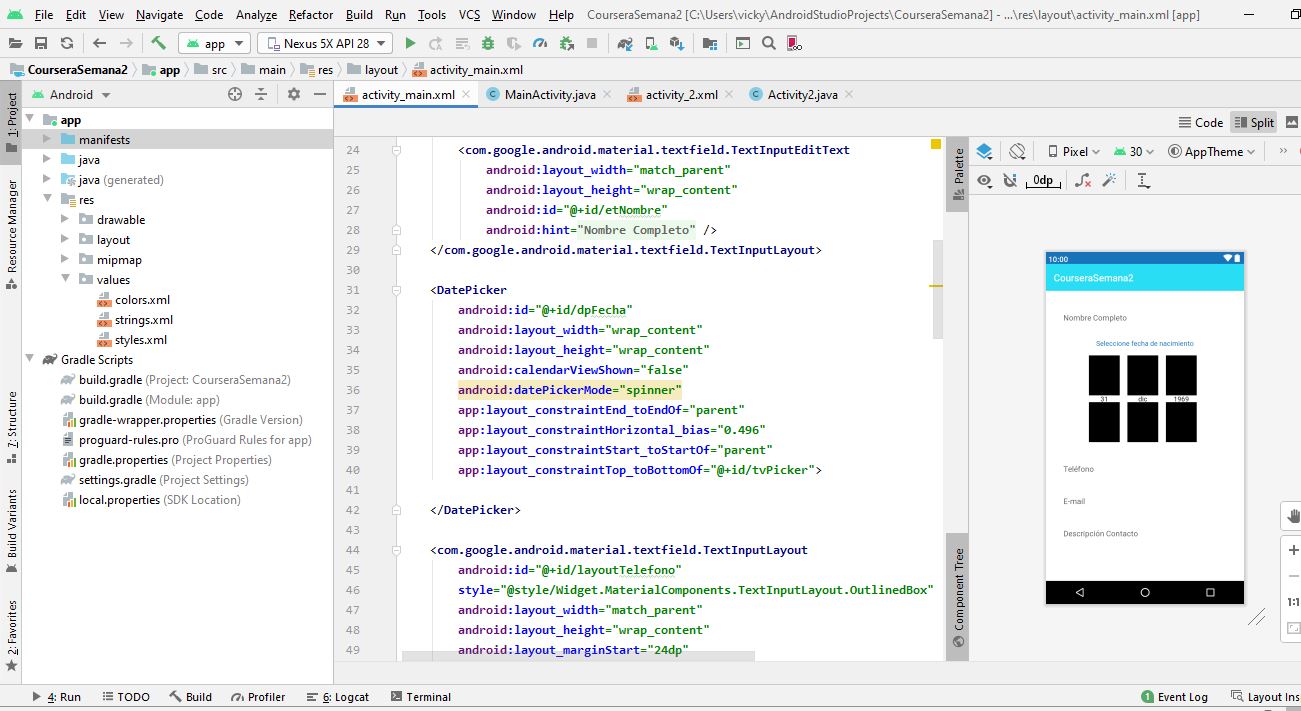 File Edit View Navigate Code Analyze Refactor Build Run Tools VCS Window Help CourseraSemana2 [C:\Users\vicky\AndroidStudioProjects\CourseraSemana2] - ...\res\layout\activity_main.xml [app]
app Nexus 5X API 28
CourseraSemana2 app src main res layout activity_main.xml
Android
activity_main.xml MainActivity.java activity_2.xml Activity2.java
Code Split
1: Project
Resource Manager
7: Structure
Build Variants
2: Favorites
app
manifests
java
java (generated)
res
drawable
layout
mipmap
values
colors.xml
strings.xml
styles.xml
Gradle Scripts
build.gradle (Project: CourseraSemana2)
build.gradle (Module: app)
gradle-wrapper.properties (Gradle Version)
proguard-rules.pro (ProGuard Rules for app)
gradle.properties (Project Properties)
settings.gradle (Project Settings)
local.properties (SDK Location)
24 <com.google.android.material.textfield.TextInputEditText
25 android:layout_width="match_parent"
26 android:layout_height="wrap_content"
27 android:id="@+id/etNombre"
28 android:hint="Nombre Completo" />
29 </com.google.android.material.textfield.TextInputLayout>
30
31 <DatePicker
32 android:id="@+id/dpFecha"
33 android:layout_width="wrap_content"
34 android:layout_height="wrap_content"
35 android:calendarViewShown="false"
36 android:datePickerMode="spinner"
37 app:layout_constraintEnd_toEndOf="parent"
38 app:layout_constraintHorizontal_bias="0.496"
39 app:layout_constraintStart_toStartOf="parent"
40 app:layout_constraintTop_toBottomOf="@+id/tvPicker">
41
42 </DatePicker>
43
44 <com.google.android.material.textfield.TextInputLayout
45 android:id="@+id/layoutTelefono"
46 style="@style/Widget.MaterialComponents.TextInputLayout.OutlinedBox"
47 android:layout_width="match_parent"
48 android:layout_height="wrap_content"
49 android:layout_marginStart="24dp"
Palette
Component Tree
Pixel 30 AppTheme
0dp
10:00
CourseraSemana2
Nombre Completo
Seleccione fecha de nacimiento
31 dic 1969
Teléfono
E-mail
Descripción Contacto
1:1
4: Run TODO Build Profiler 6: Logcat Terminal 1 Event Log Layout Ins